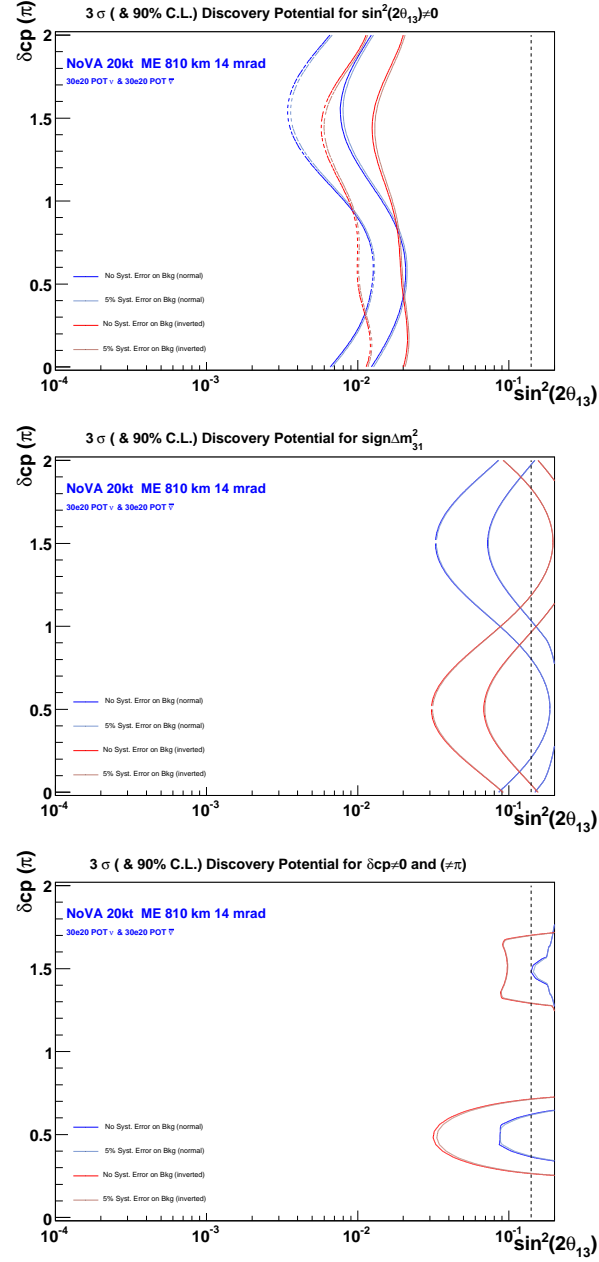 3 σ ( & 90% C.L.) Discovery Potential for sin²(2θ₁₃)≠0
δcp (π)
2
NoVA 20kt ME 810 km 14 mrad
30e20 POT ν & 30e20 POT ν̅
1.5
1
0.5
No Syst. Error on Bkg (normal)
5% Syst. Error on Bkg (normal)
No Syst. Error on Bkg (inverted)
5% Syst. Error on Bkg (inverted)
0
10⁻⁴ 10⁻³ 10⁻² 10⁻¹
sin²(2θ₁₃)
3 σ ( & 90% C.L.) Discovery Potential for signΔm²₃₁
δcp (π)
2
NoVA 20kt ME 810 km 14 mrad
30e20 POT ν & 30e20 POT ν̅
1.5
1
0.5
No Syst. Error on Bkg (normal)
5% Syst. Error on Bkg (normal)
No Syst. Error on Bkg (inverted)
5% Syst. Error on Bkg (inverted)
0
10⁻⁴ 10⁻³ 10⁻² 10⁻¹
sin²(2θ₁₃)
3 σ ( & 90% C.L.) Discovery Potential for δcp≠0 and (≠π)
δcp (π)
2
NoVA 20kt ME 810 km 14 mrad
30e20 POT ν & 30e20 POT ν̅
1.5
1
0.5
No Syst. Error on Bkg (normal)
5% Syst. Error on Bkg (normal)
No Syst. Error on Bkg (inverted)
5% Syst. Error on Bkg (inverted)
0
10⁻⁴ 10⁻³ 10⁻² 10⁻¹
sin²(2θ₁₃)